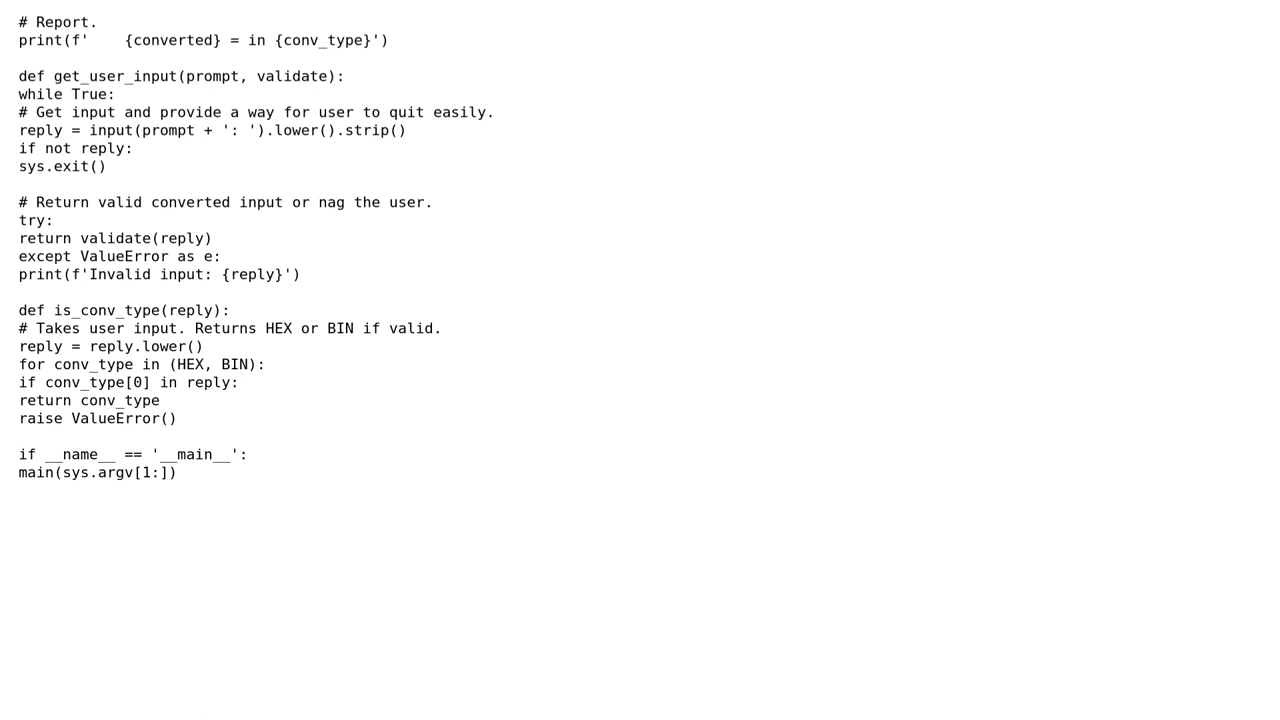 # Report.
print(f'    {converted} = in {conv_type}')

def get_user_input(prompt, validate):
while True:
# Get input and provide a way for user to quit easily.
reply = input(prompt + ': ').lower().strip()
if not reply:
sys.exit()

# Return valid converted input or nag the user.
try:
return validate(reply)
except ValueError as e:
print(f'Invalid input: {reply}')

def is_conv_type(reply):
# Takes user input. Returns HEX or BIN if valid.
reply = reply.lower()
for conv_type in (HEX, BIN):
if conv_type[0] in reply:
return conv_type
raise ValueError()

if __name__ == '__main__':
main(sys.argv[1:])